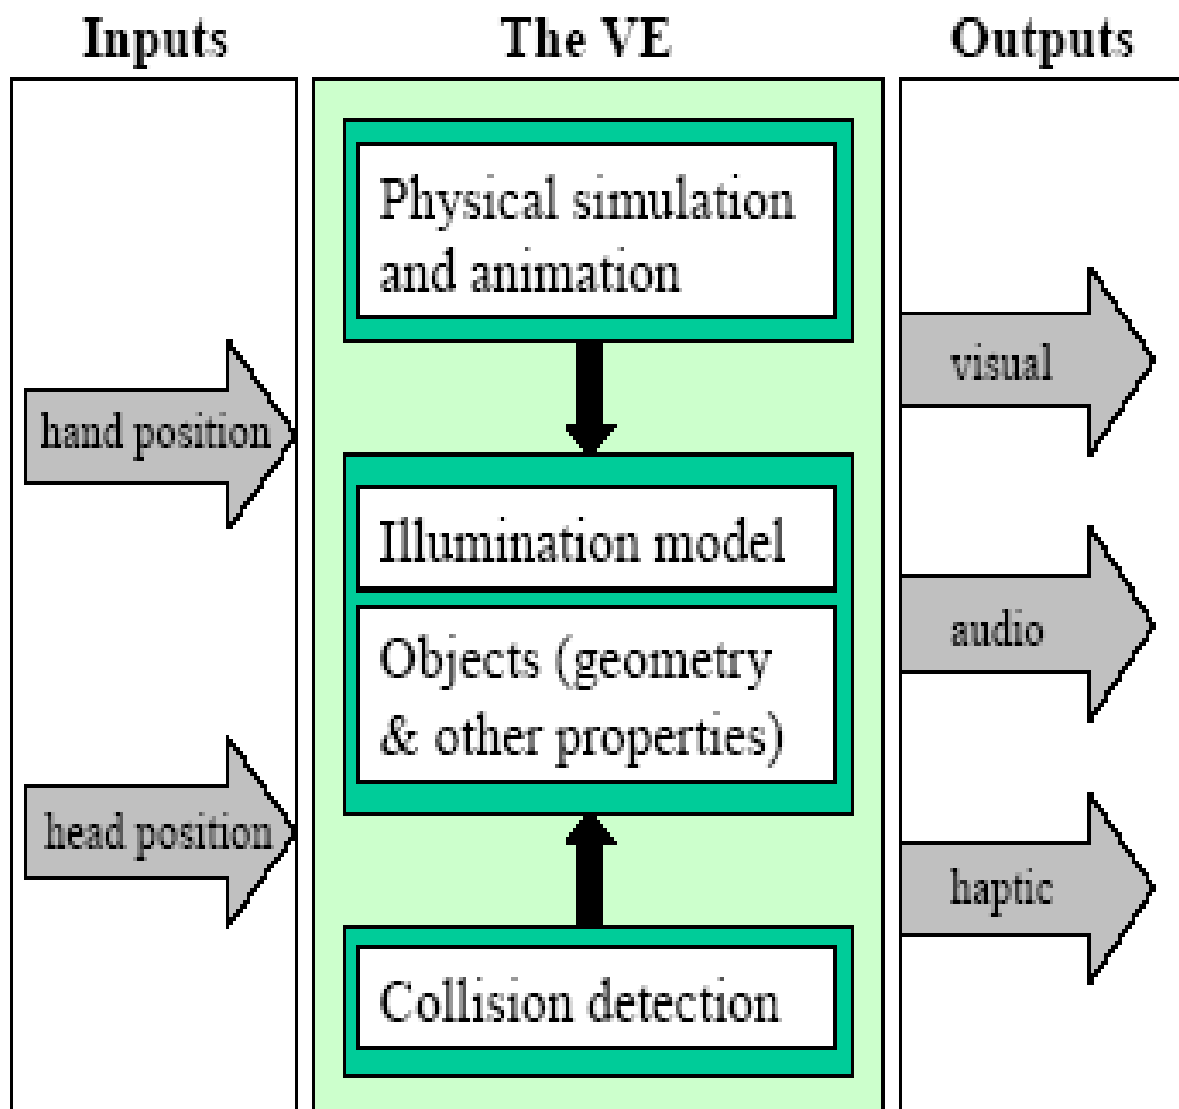 Inputs
The VE
Outputs
hand position
head position
Physical simulation
and animation
Illumination model
Objects (geometry
& other properties)
Collision detection
visual
audio
haptic